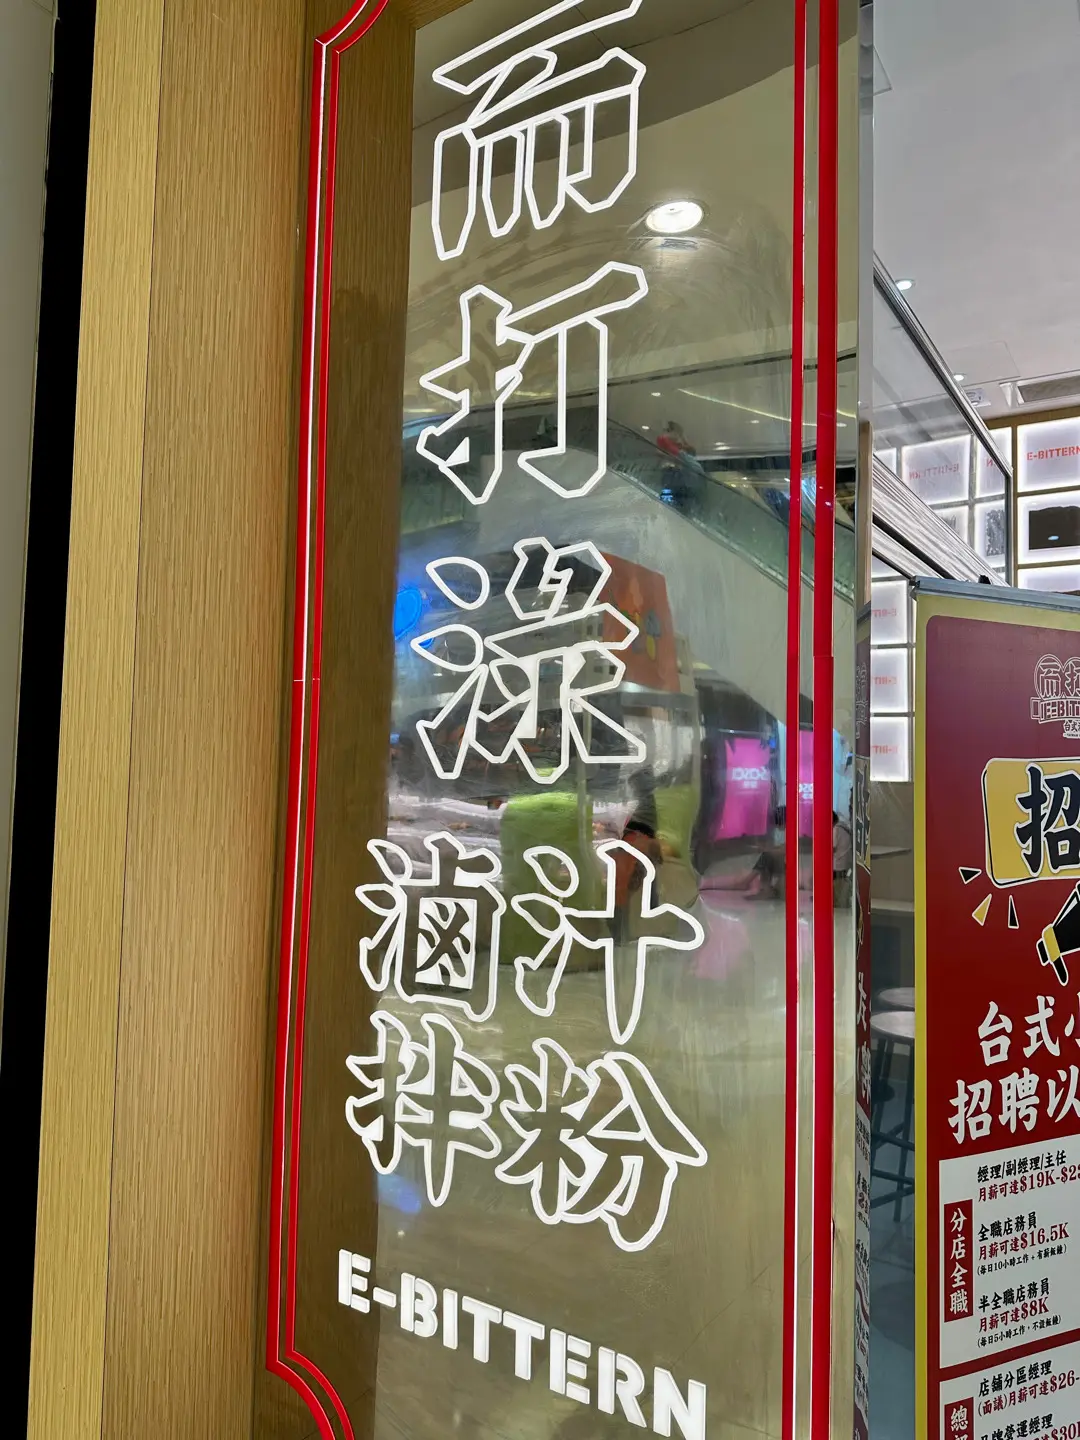 而打淥
滷汁
拌粉
E-BITTERN
E-BITTERN
台式
招聘以
經理/副經理/主任
月薪可達$19K-
分店全職
全職店務員
月薪可達$16.5K
(每日10小時工作+有薪飯鐘)
半全職店務員
月薪可達$8K
(每日5小時工作，不設飯鐘)
店舖分區經理
(面議)月薪可達$26-